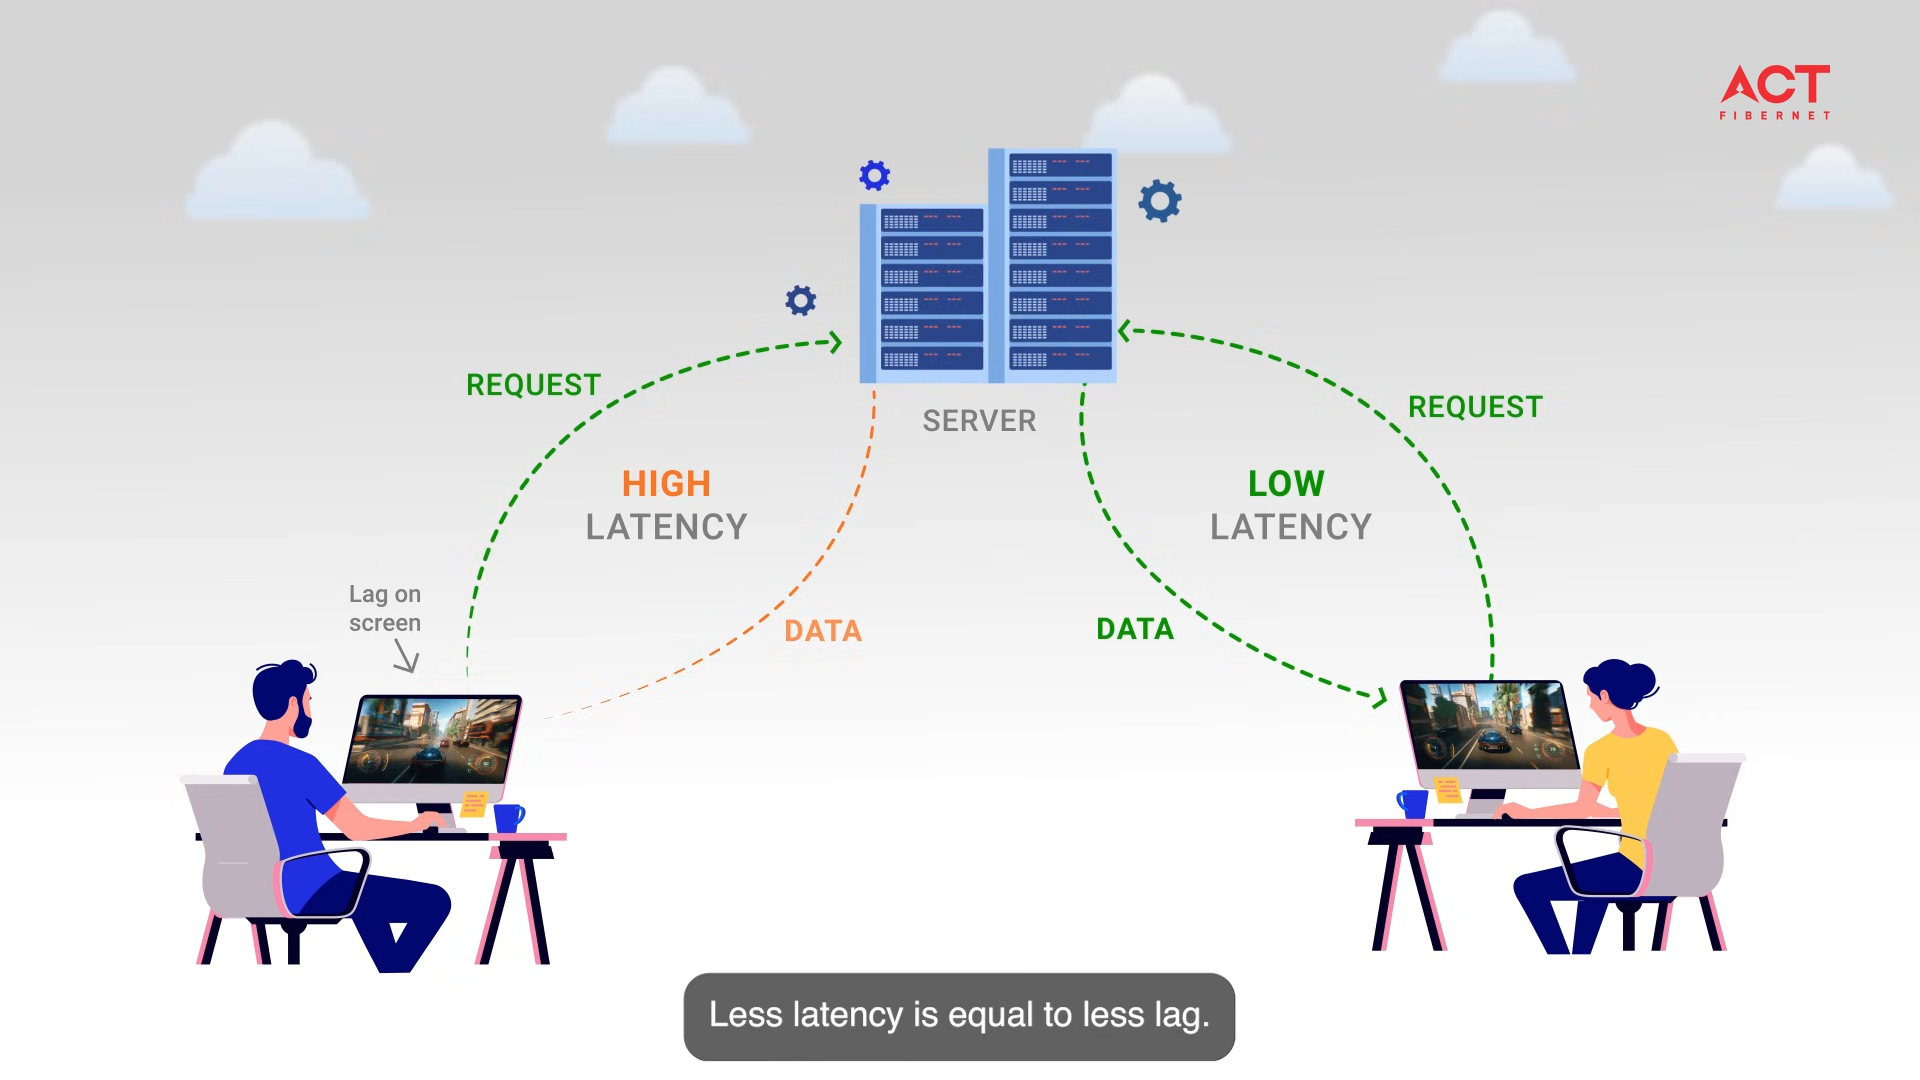 ACT
FIBERNET
REQUEST
SERVER
REQUEST
HIGH
LATENCY
LOW
LATENCY
Lag on
screen
DATA
DATA
Less latency is equal to less lag.